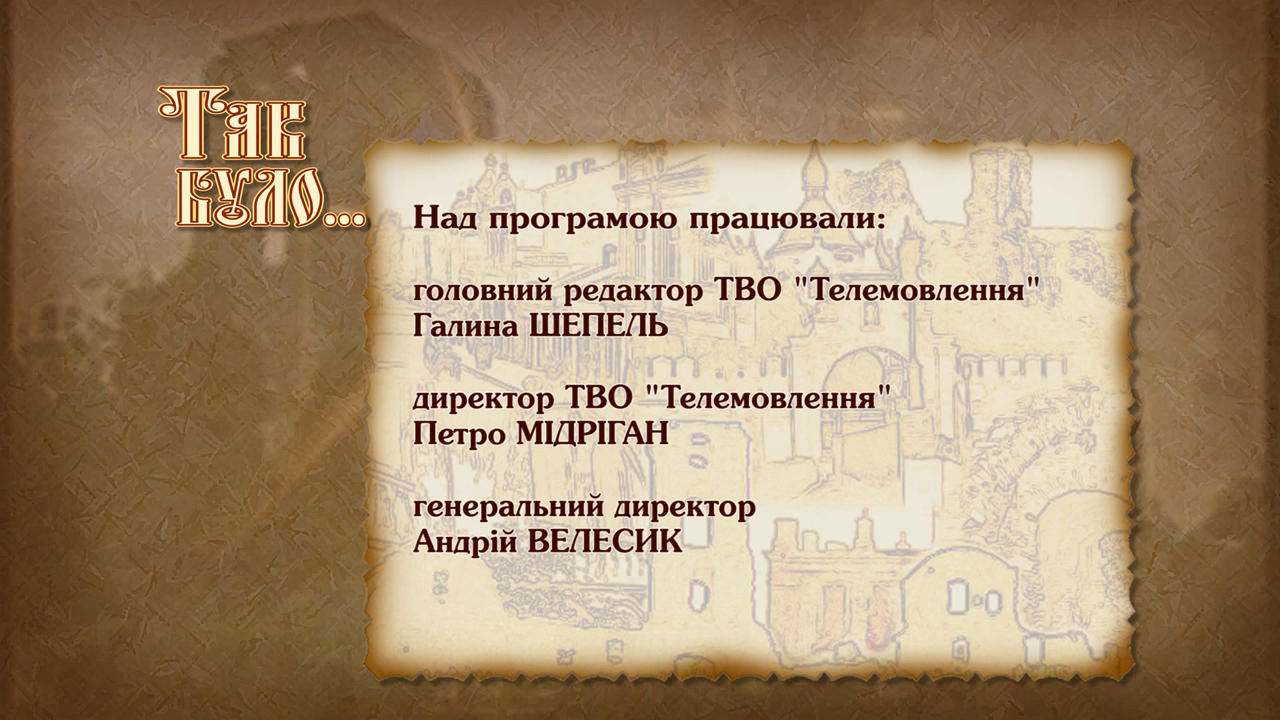 Так
було...
Над програмою працювали:
головний редактор ТВО "Телемовлення"
Галина ШЕПЕЛЬ
директор ТВО "Телемовлення"
Петро МІДРІГАН
генеральний директор
Андрій ВЕЛЕСИК